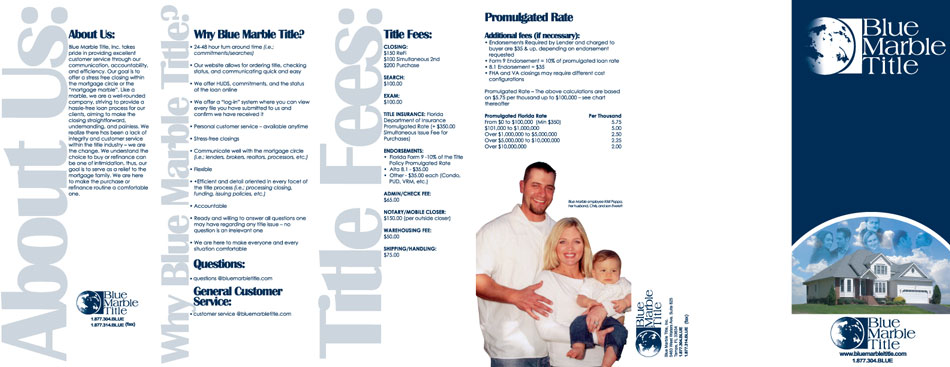 About Us:
About Us:
Blue Marble Title, Inc. takes
pride in providing excellent
customer service through our
communication, accountability,
and efficiency. Our goal is to
offer a stress free closing within
the mortgage circle or the
"mortgage marble". Like a
marble, we are a well-rounded
company, striving to provide a
hassle-free loan process for our
clients, aiming to make the
closing straightforward,
undemanding, and painless. We
realize there has been a lack of
integrity and customer service
within the title industry – we are
the change. We understand the
choice to buy or refinance can
be one of intimidation, thus, our
goal is to serve as a relief to the
mortgage family. We are here
to make the purchase or
refinance routine a comfortable
one.
Blue
Marble
Title
1.877.304.BLUE
1.877.314.BLUE (fax)
Why Blue Marble Title?
Why Blue Marble Title?
• 24-48 hour turn around time (i.e.;
commitments/searches)
• Our website allows for ordering title, checking
status, and communicating quick and easy
• We offer HUDS, commitments, and the status
of the loan online
• We offer a "log-in" system where you can view
every file you have submitted to us and
confirm we have received it
• Personal customer service – available anytime
• Stress-free closings
• Communicate well with the mortgage circle
(i.e.; lenders, brokers, realtors, processors, etc.)
• Flexible
• •Efficient and detail oriented in every facet of
the title process (i.e.; processing, closing,
funding, issuing policies, etc.)
• Accountable
• Ready and willing to answer all questions one
may have regarding any title issue – no
question is an irrelevant one
• We are here to make everyone and every
situation comfortable
Questions:
• questions @bluemarbletitle.com
General Customer
Service:
• customer service @bluemarbletitle.com
Title Fees:
Title Fees:
CLOSING:
$150 Refi
$100 Simultaneous 2nd
$200 Purchase
SEARCH:
$100.00
EXAM:
$100.00
TITLE INSURANCE: Florida
Department of Insurance
Promulgated Rate (+ $350.00
Simultaneous Issue Fee for
Purchases)
ENDORSEMENTS:
• Florida Form 9 -10% of the Title
Policy Promulgated Rate
• Alta 8.1 - $35.00
• Other - $35.00 each (Condo,
PUD, VRM, etc.)
ADMIN/CHECK FEE:
$65.00
NOTARY/MOBILE CLOSER:
$150.00 (per outside closer)
WAREHOUSING FEE:
$50.00
SHIPPING/HANDLING:
$75.00
Promulgated Rate
Additional fees (if necessary):
• Endorsements Required by Lender and charged to
buyer are $35 & up, depending on endorsement
requested
• Form 9 Endorsement = 10% of promulgated loan rate
• 8.1 Endorsement = $35
• FHA and VA closings may require different cost
configurations
Promulgated Rate – The above calculations are based
on $5.75 per thousand up to $100,000 – see chart
thereafter
Promulgated Florida Rate Per Thousand
From $0 to $100,000 (Min $350) 5.75
$101,000 to $1,000,000 5.00
Over $1,000,000 to $5,000,000 2.50
Over $5,000,000 to $10,000,000 2.25
Over $10,000,000 2.00
Blue Marble employee
her husband,
Blue
Marble
Title
Blue Marble Title, Inc.
Tampa, FL
1.877.304.BLUE
1.877.314.BLUE (fax)
Blue
Marble
Title
Blue
Marble
Title
www.bluemarbletitle.com
1.877.304.BLUE